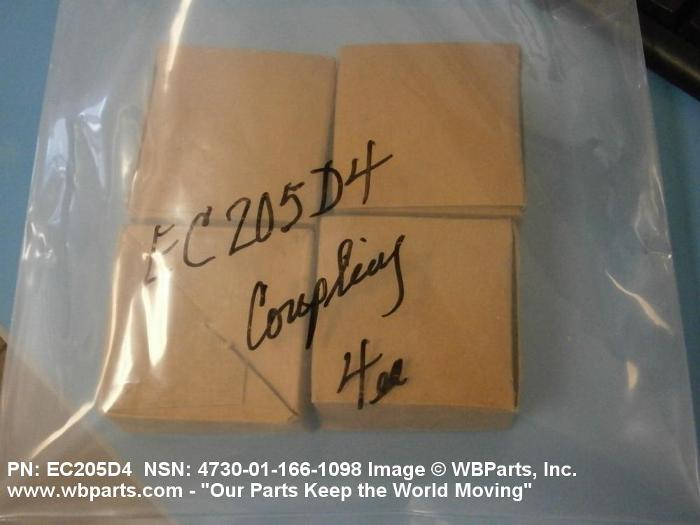 EC205D4
Coupling
4ea
PN: EC205D4 NSN: 4730-01-166-1098 Image © WBParts, Inc.
www.wbparts.com - "Our Parts Keep the World Moving"